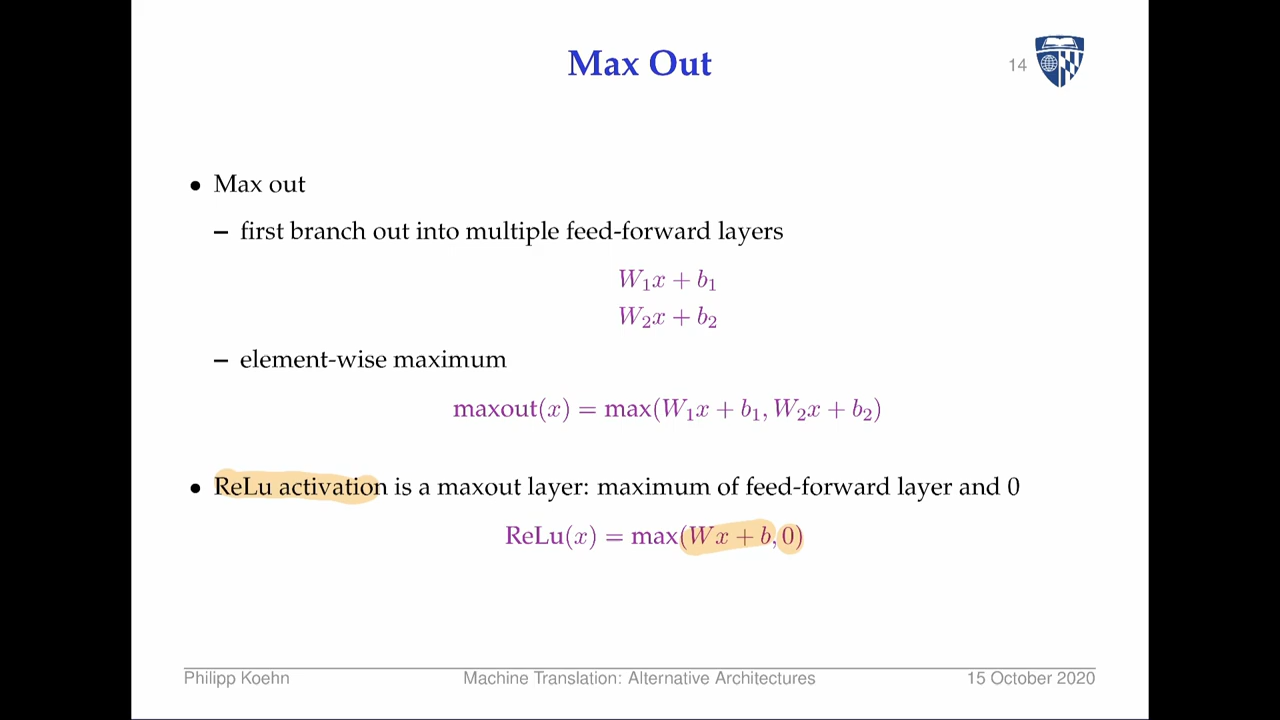 Max Out
14
• Max out
– first branch out into multiple feed-forward layers
W₁x + b₁
W₂x + b₂
– element-wise maximum
maxout(x) = max(W₁x + b₁, W₂x + b₂)
• ReLu activation is a maxout layer: maximum of feed-forward layer and 0
ReLu(x) = max(Wx + b, 0)
Philipp Koehn Machine Translation: Alternative Architectures 15 October 2020